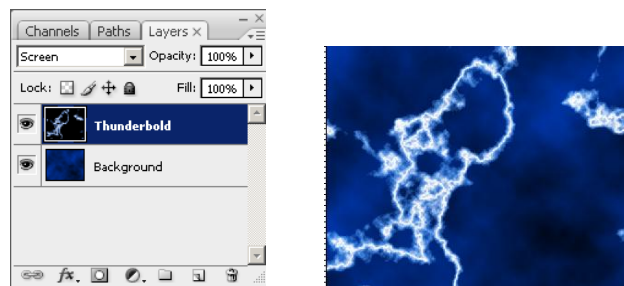 Channels Paths Layers ×
Screen Opacity: 100%
Lock: Fill: 100%
Thunderbold
Background
fx.